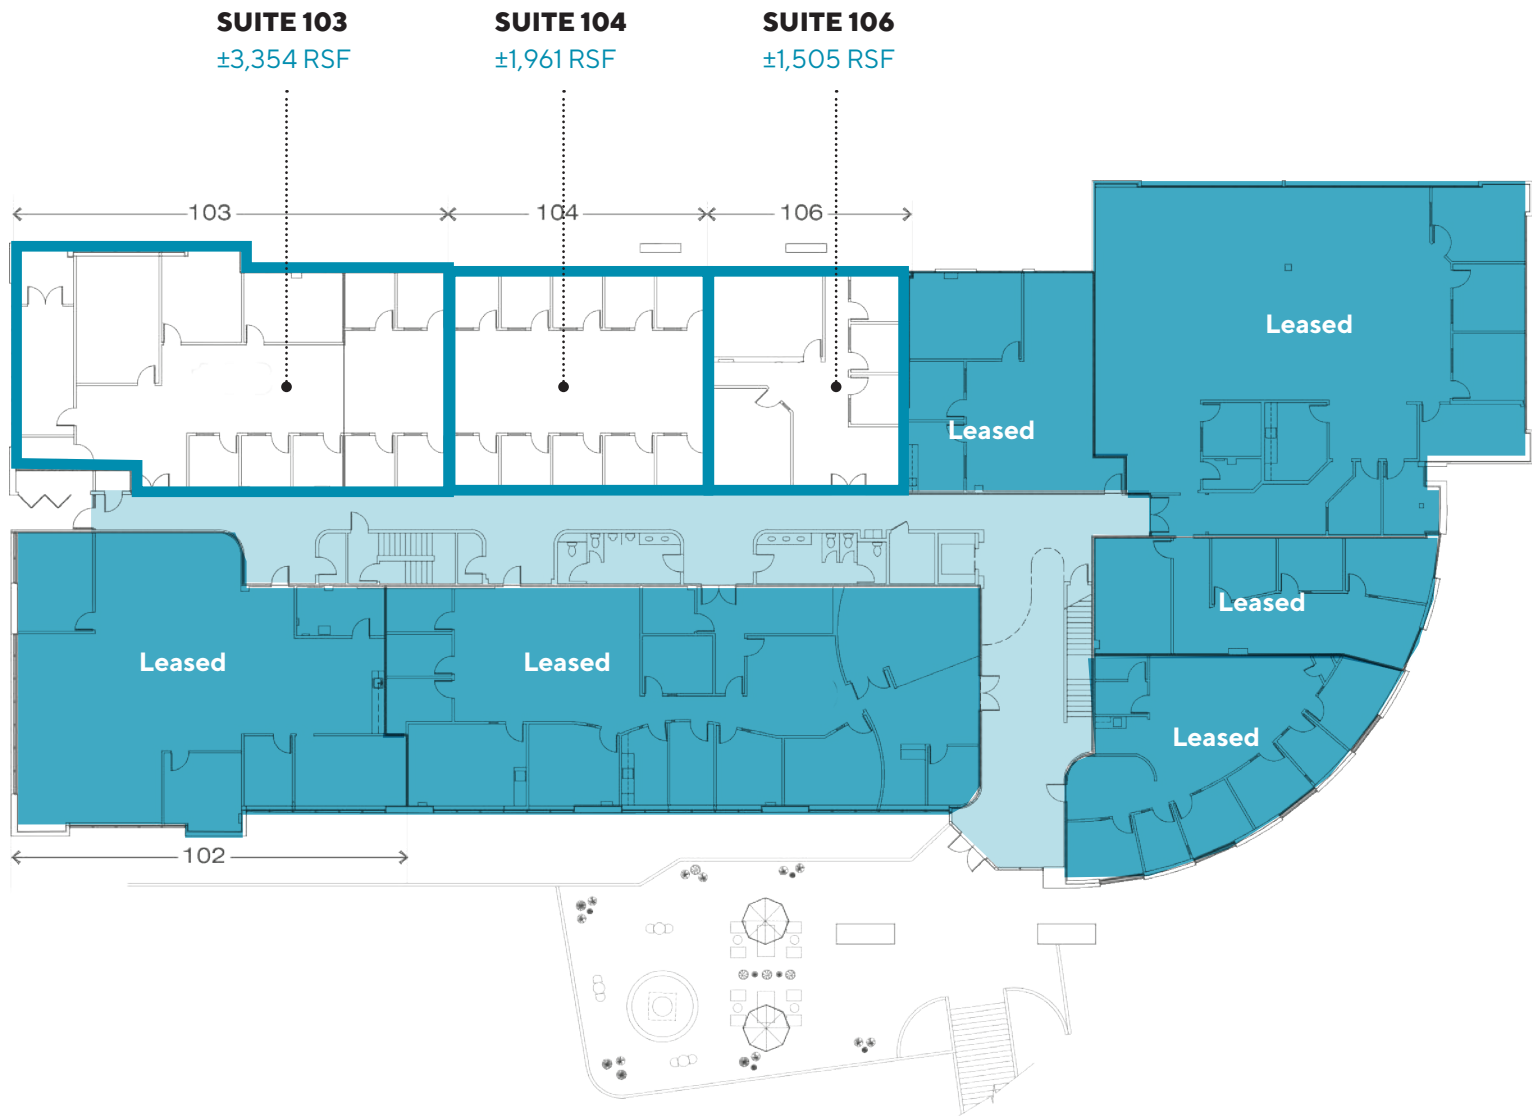 SUITE 103
±3,354 RSF
SUITE 104
±1,961 RSF
SUITE 106
±1,505 RSF
103
104
106
Leased
Leased
Leased
Leased
Leased
Leased
102